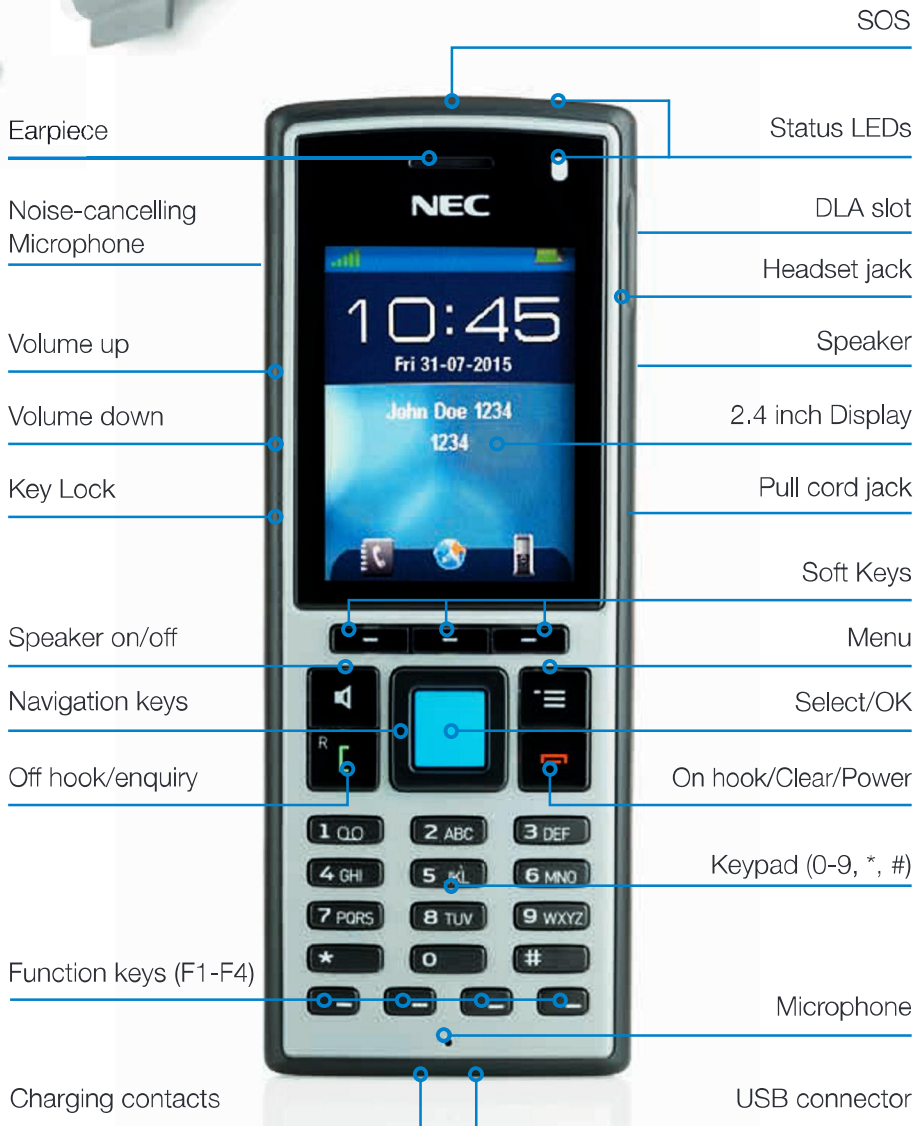 SOS
Earpiece
Status LEDs
NEC
Noise-cancelling
Microphone
DLA slot
Headset jack
10:45
Fri 31-07-2015
Volume up
Speaker
John Doe 1234
1234
Volume down
2.4 inch Display
Key Lock
Pull cord jack
Soft Keys
Speaker on/off
Menu
Navigation keys
Select/OK
R
Off hook/enquiry
On hook/Clear/Power
1
2 ABC
3 DEF
4 GHI
5 JKL
6 MNO
Keypad (0-9, *, #)
7 PQRS
8 TUV
9 WXYZ
* 0 #
Function keys (F1-F4)
Microphone
Charging contacts
USB connector